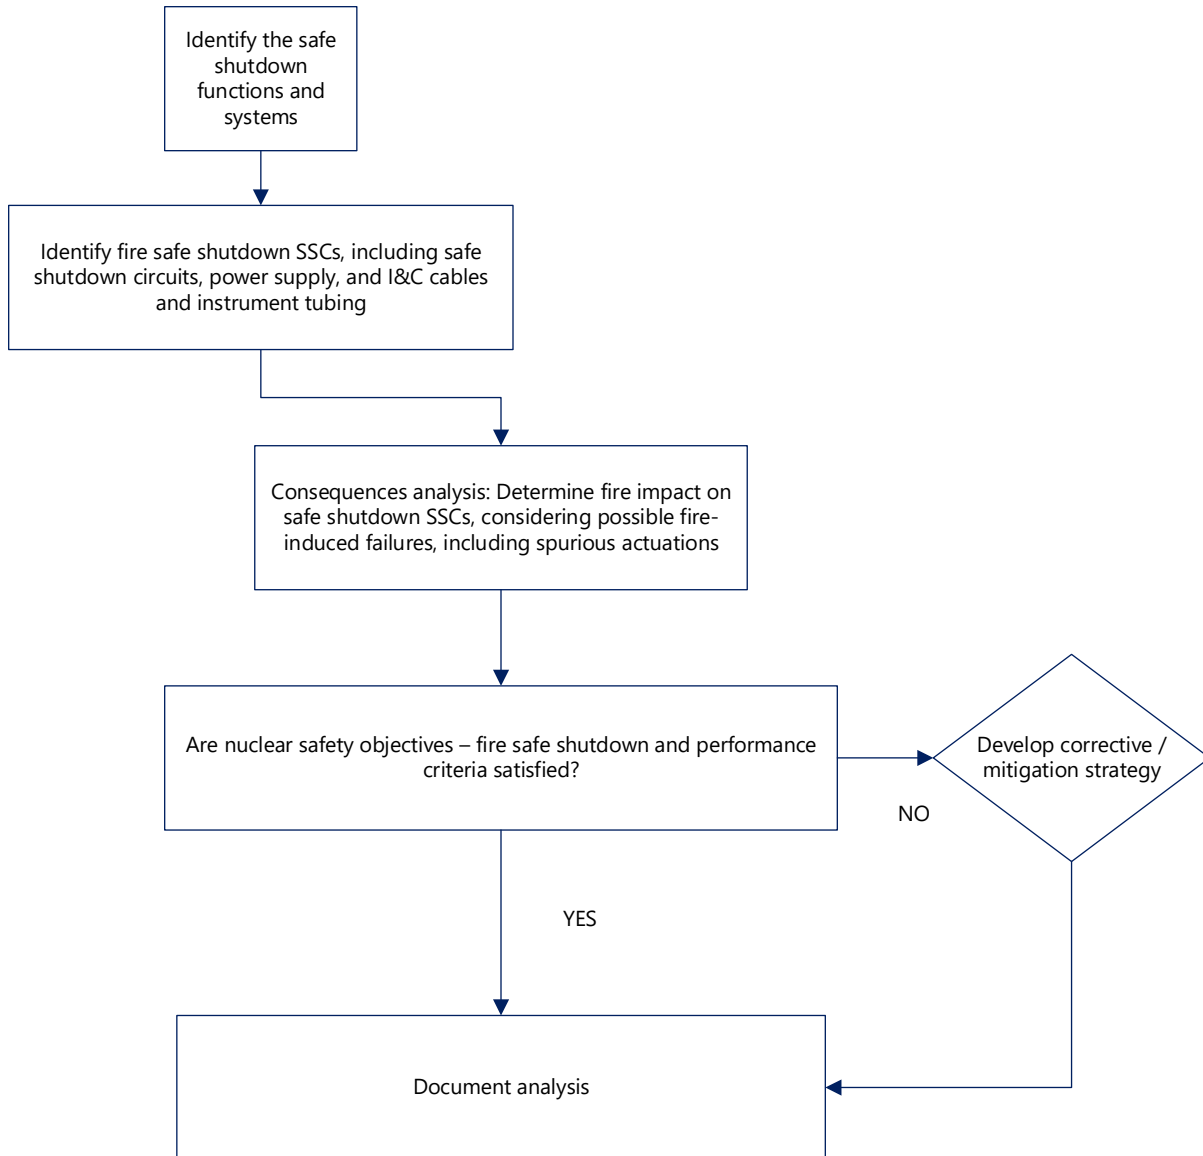 Identify the safe
shutdown
functions and
systems
Identify fire safe shutdown SSCs, including safe
shutdown circuits, power supply, and I&C cables
and instrument tubing
Consequences analysis: Determine fire impact on
safe shutdown SSCs, considering possible fire-
induced failures, including spurious actuations
Are nuclear safety objectives – fire safe shutdown and performance
criteria satisfied?
Develop corrective /
mitigation strategy
NO
YES
Document analysis